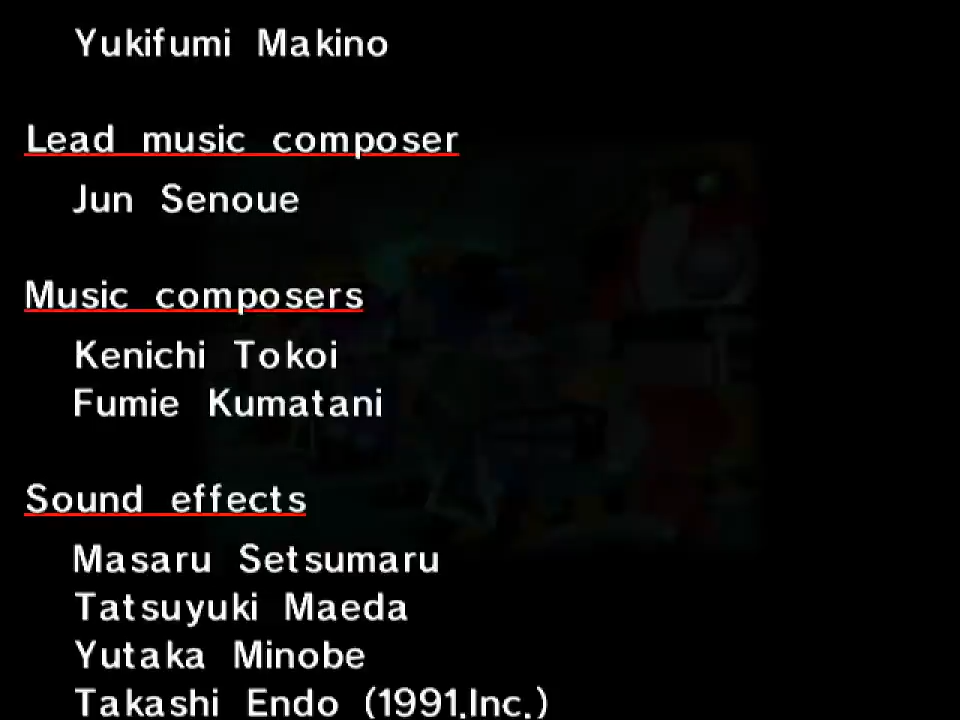 Yukifumi Makino
Lead music composer
Jun Senoue
Music composers
Kenichi Tokoi
Fumie Kumatani
Sound effects
Masaru Setsumaru
Tatsuyuki Maeda
Yutaka Minobe
Takashi Endo (1991.Inc.)